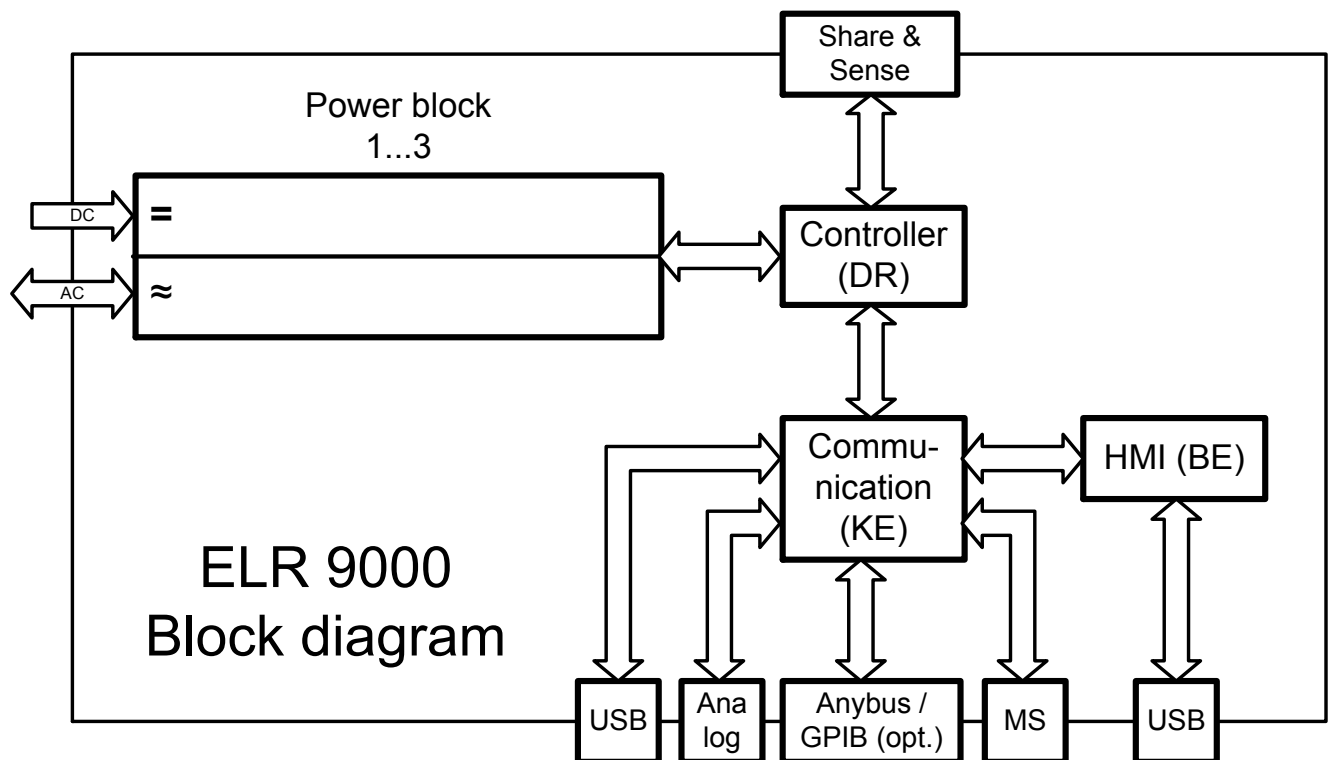 Share &
Sense
Power block
1...3
DC
=
AC
≈
Controller
(DR)
Commu-
nication
(KE)
HMI (BE)
ELR 9000
Block diagram
USB
Ana
log
Anybus /
GPIB (opt.)
MS
USB